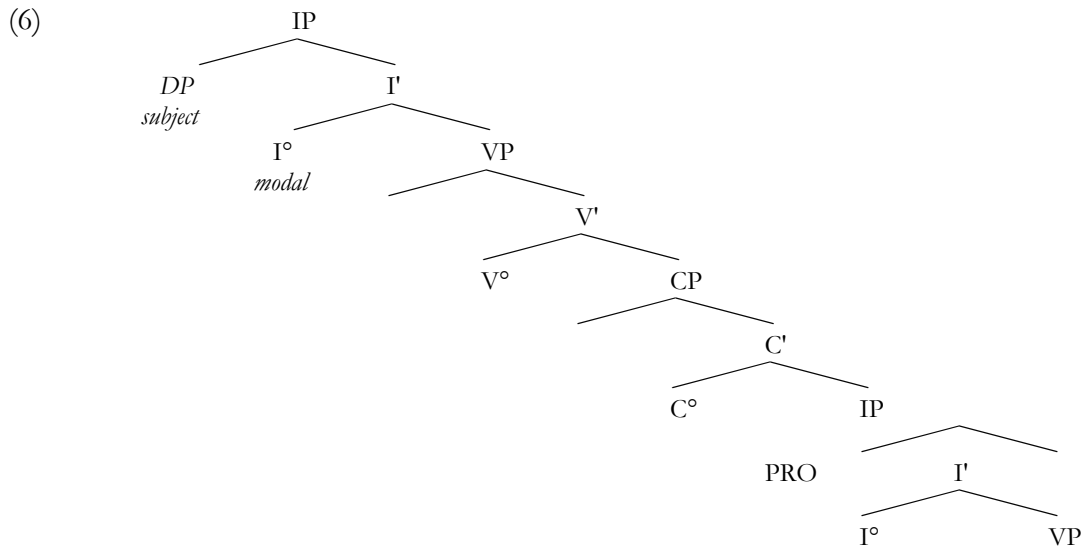 (6) IP
DP I'
subject
I° VP
modal
V'
V° CP
C'
C° IP
PRO I'
I° VP